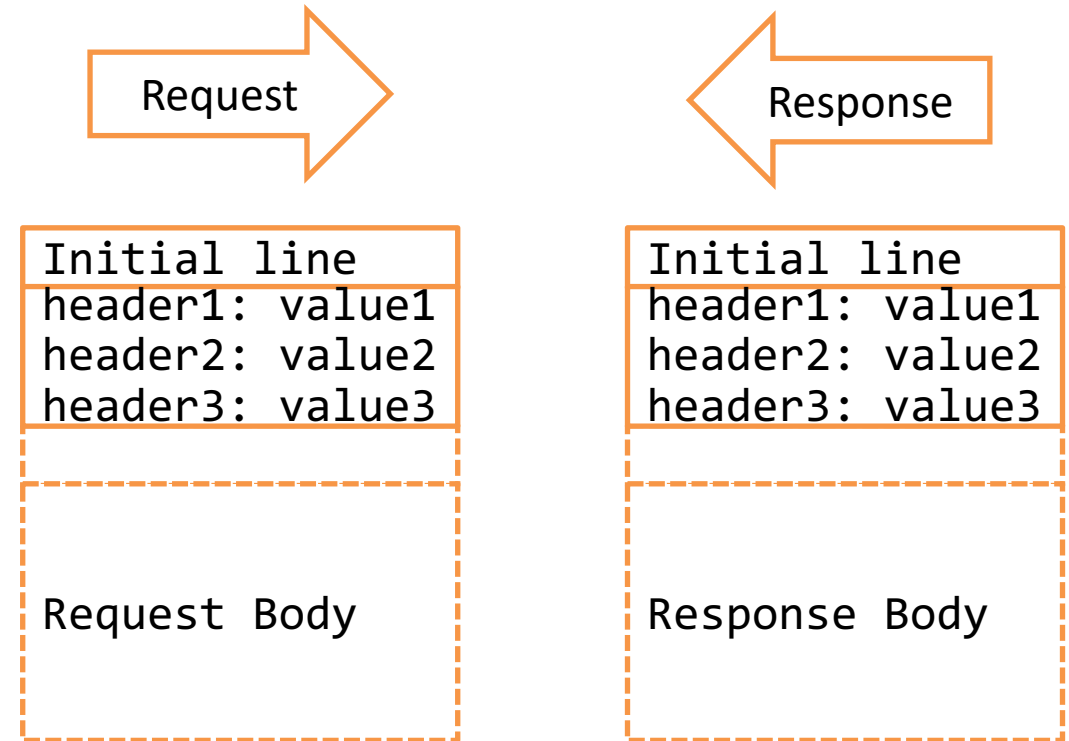 Request
Response
Initial line
header1: value1
header2: value2
header3: value3
Request Body
Initial line
header1: value1
header2: value2
header3: value3
Response Body